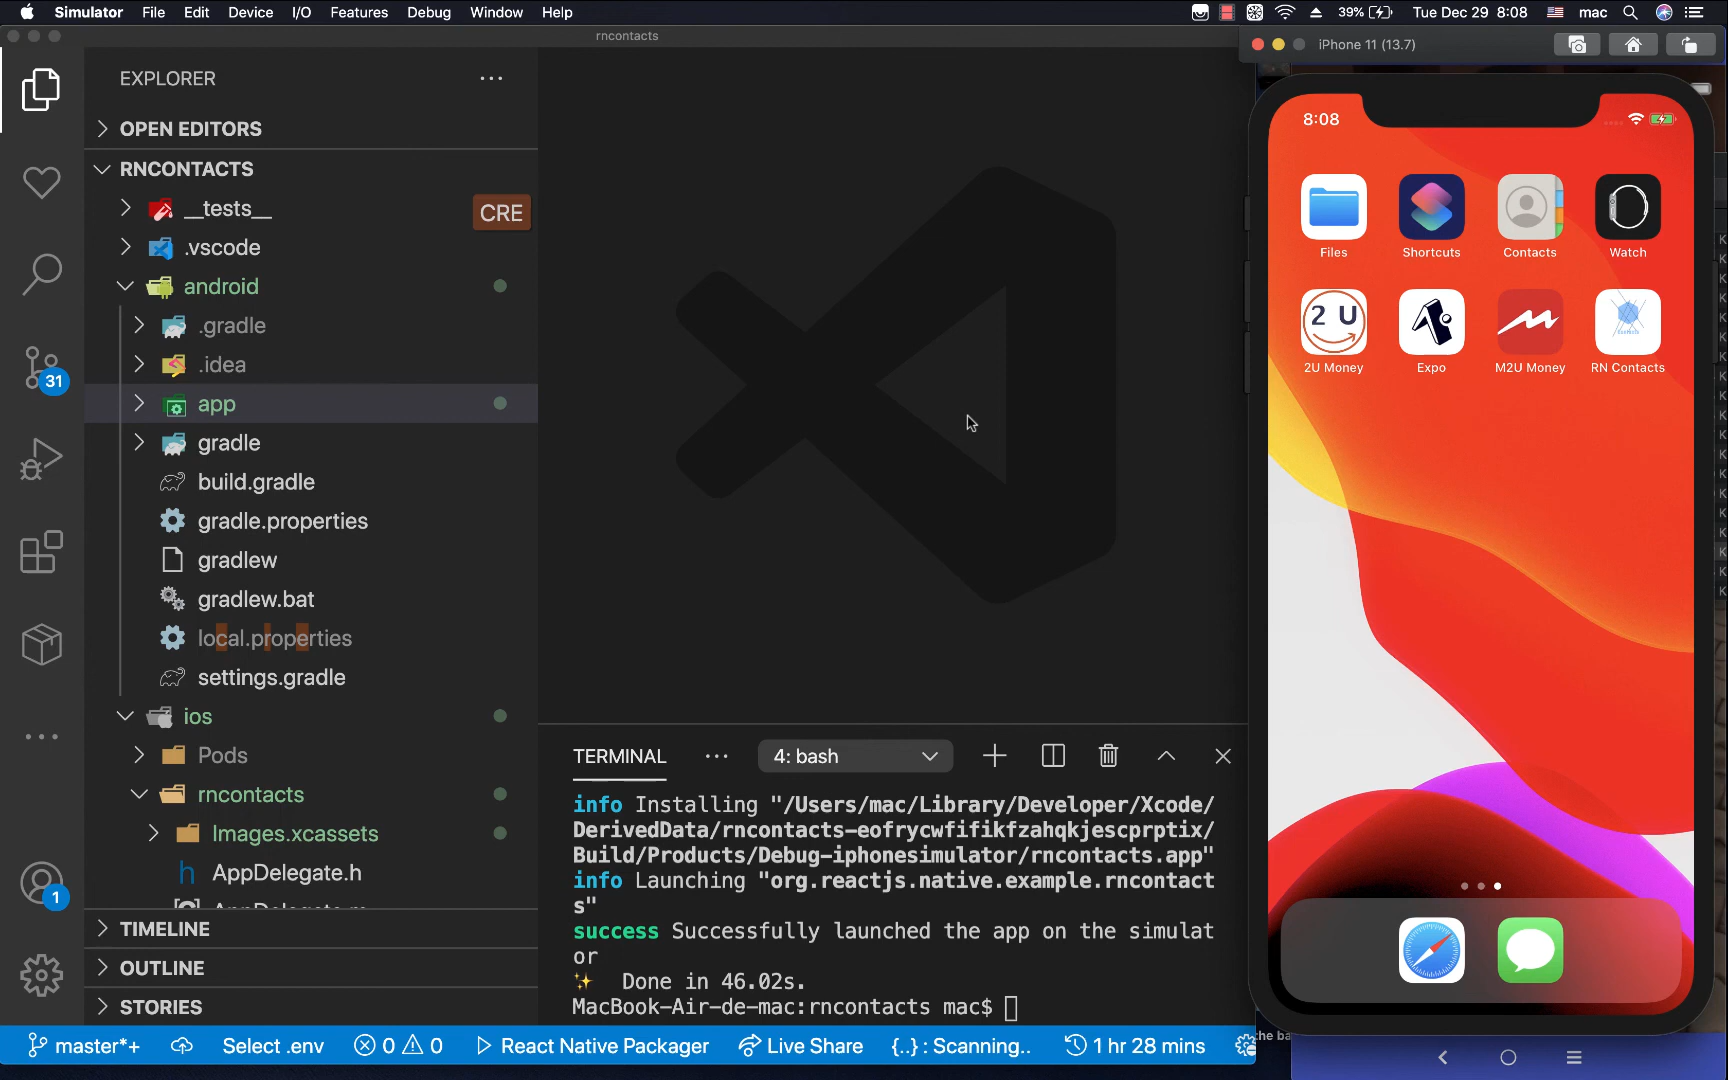 Simulator File Edit Device I/O Features Debug Window Help
39% Tue Dec 29 8:08 mac
rncontacts
iPhone 11 (13.7)
EXPLORER
OPEN EDITORS
RNCONTACTS
__tests__
CRE
.vscode
android
.gradle
.idea
app
gradle
build.gradle
gradle.properties
gradlew
gradlew.bat
local.properties
settings.gradle
ios
Pods
rncontacts
Images.xcassets
AppDelegate.h
TIMELINE
OUTLINE
STORIES
31
1
TERMINAL
4: bash
info Installing "/Users/mac/Library/Developer/Xcode/
DerivedData/rncontacts-eofrycwfifikfzahqkjescprptix/
Build/Products/Debug-iphonesimulator/rncontacts.app"
info Launching "org.reactjs.native.example.rncontact
s"
success Successfully launched the app on the simulat
or
✨ Done in 46.02s.
MacBook-Air-de-mac:rncontacts mac$
master*+ Select .env 0 0 React Native Packager Live Share {..} : Scanning.. 1 hr 28 mins
8:08
Files Shortcuts Contacts Watch
2 U
2U Money Expo M2U Money RN Contacts
the ba